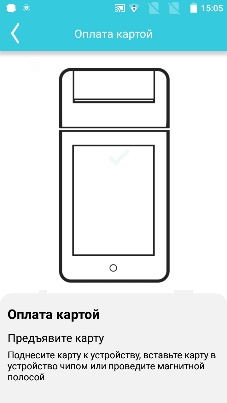 15:05
Оплата картой
Оплата картой
Предъявите карту
Поднесите карту к устройству, вставьте карту в
устройство чипом или проведите магнитной
полосой